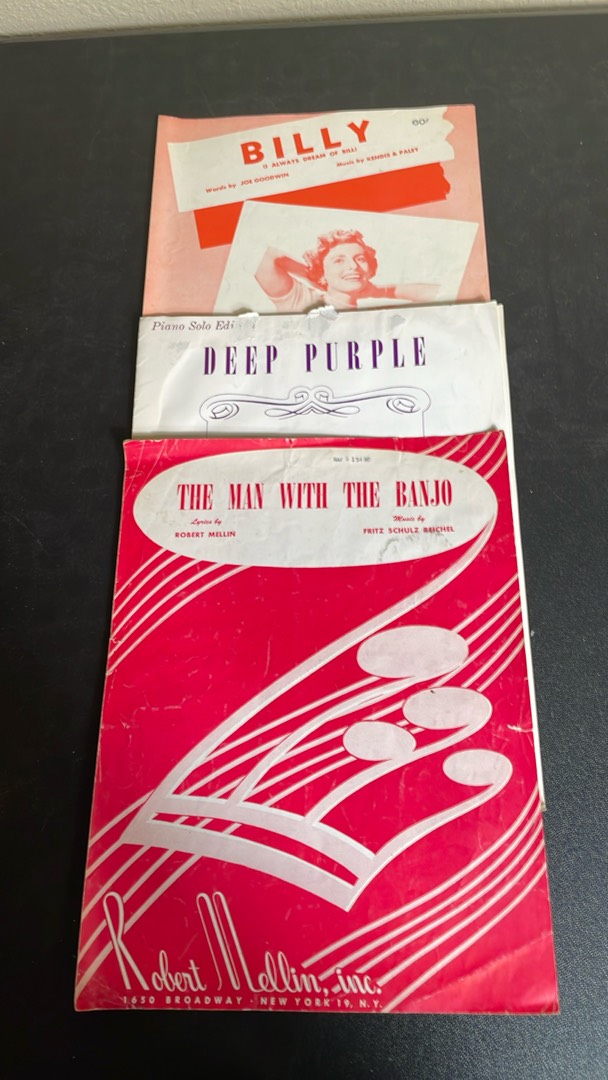 BILLY
60¢
(I ALWAYS DREAM OF BILL)
Words by JOE GOODWIN
Music by KENDIS & PALEY
Piano Solo Edi
DEEP PURPLE
THE MAN WITH THE BANJO
Lyrics by
ROBERT MELLIN
Music by
FRITZ SCHULZ REICHEL
Robert Mellin, inc.
1650 BROADWAY · NEW YORK 19, N.Y.